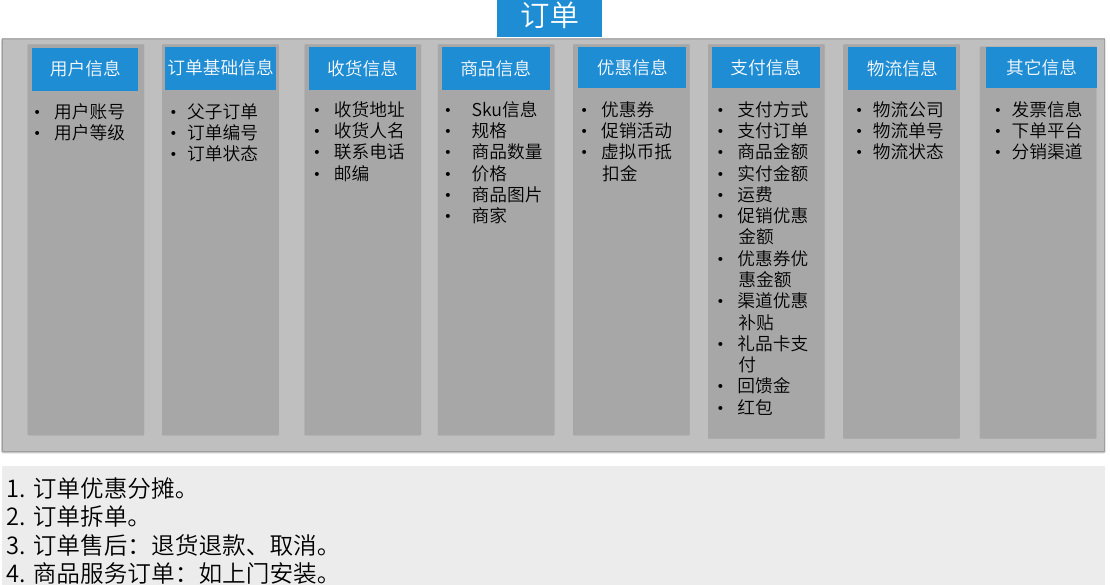 订单
用户信息
• 用户账号
• 用户等级
订单基础信息
• 父子订单
• 订单编号
• 订单状态
收货信息
• 收货地址
• 收货人名
• 联系电话
• 邮编
商品信息
• Sku信息
• 规格
• 商品数量
• 价格
• 商品图片
• 商家
优惠信息
• 优惠券
• 促销活动
• 虚拟币抵
扣金
支付信息
• 支付方式
• 支付订单
• 商品金额
• 实付金额
• 运费
• 促销优惠
金额
• 优惠券优
惠金额
• 渠道优惠
补贴
• 礼品卡支
付
• 回馈金
• 红包
物流信息
• 物流公司
• 物流单号
• 物流状态
其它信息
• 发票信息
• 下单平台
• 分销渠道
1. 订单优惠分摊。
2. 订单拆单。
3. 订单售后：退货退款、取消。
4. 商品服务订单：如上门安装。